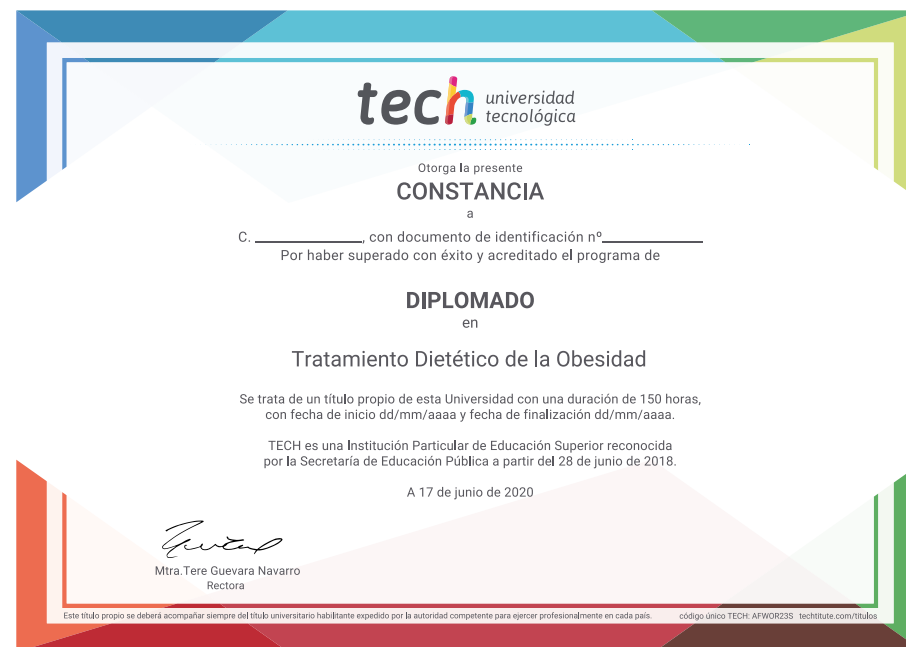 tech universidad
tecnológica
Otorga la presente
CONSTANCIA
a
C. ____________, con documento de identificación nº____________
Por haber superado con éxito y acreditado el programa de
DIPLOMADO
en
Tratamiento Dietético de la Obesidad
Se trata de un título propio de esta Universidad con una duración de 150 horas,
con fecha de inicio dd/mm/aaaa y fecha de finalización dd/mm/aaaa.
TECH es una Institución Particular de Educación Superior reconocida
por la Secretaría de Educación Pública a partir del 28 de junio de 2018.
A 17 de junio de 2020
Mtra.Tere Guevara Navarro
Rectora
Este título propio se deberá acompañar siempre del título universitario habilitante expedido por la autoridad competente para ejercer profesionalmente en cada país. código único TECH: AFWOR23S techtitute.com/titulos